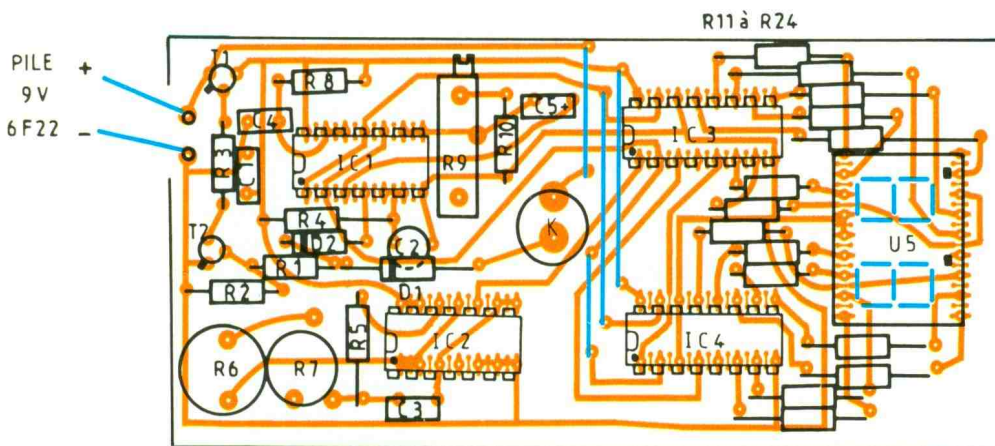 R11 à R24
PILE +
9V
6F22 −
T1
R8
C4
C5+
R3
IC1
R9
R10
IC3
R4
K
T2
D2
C2
U5
R1
D1
R2
R5
IC2
IC4
R6
R7
C3